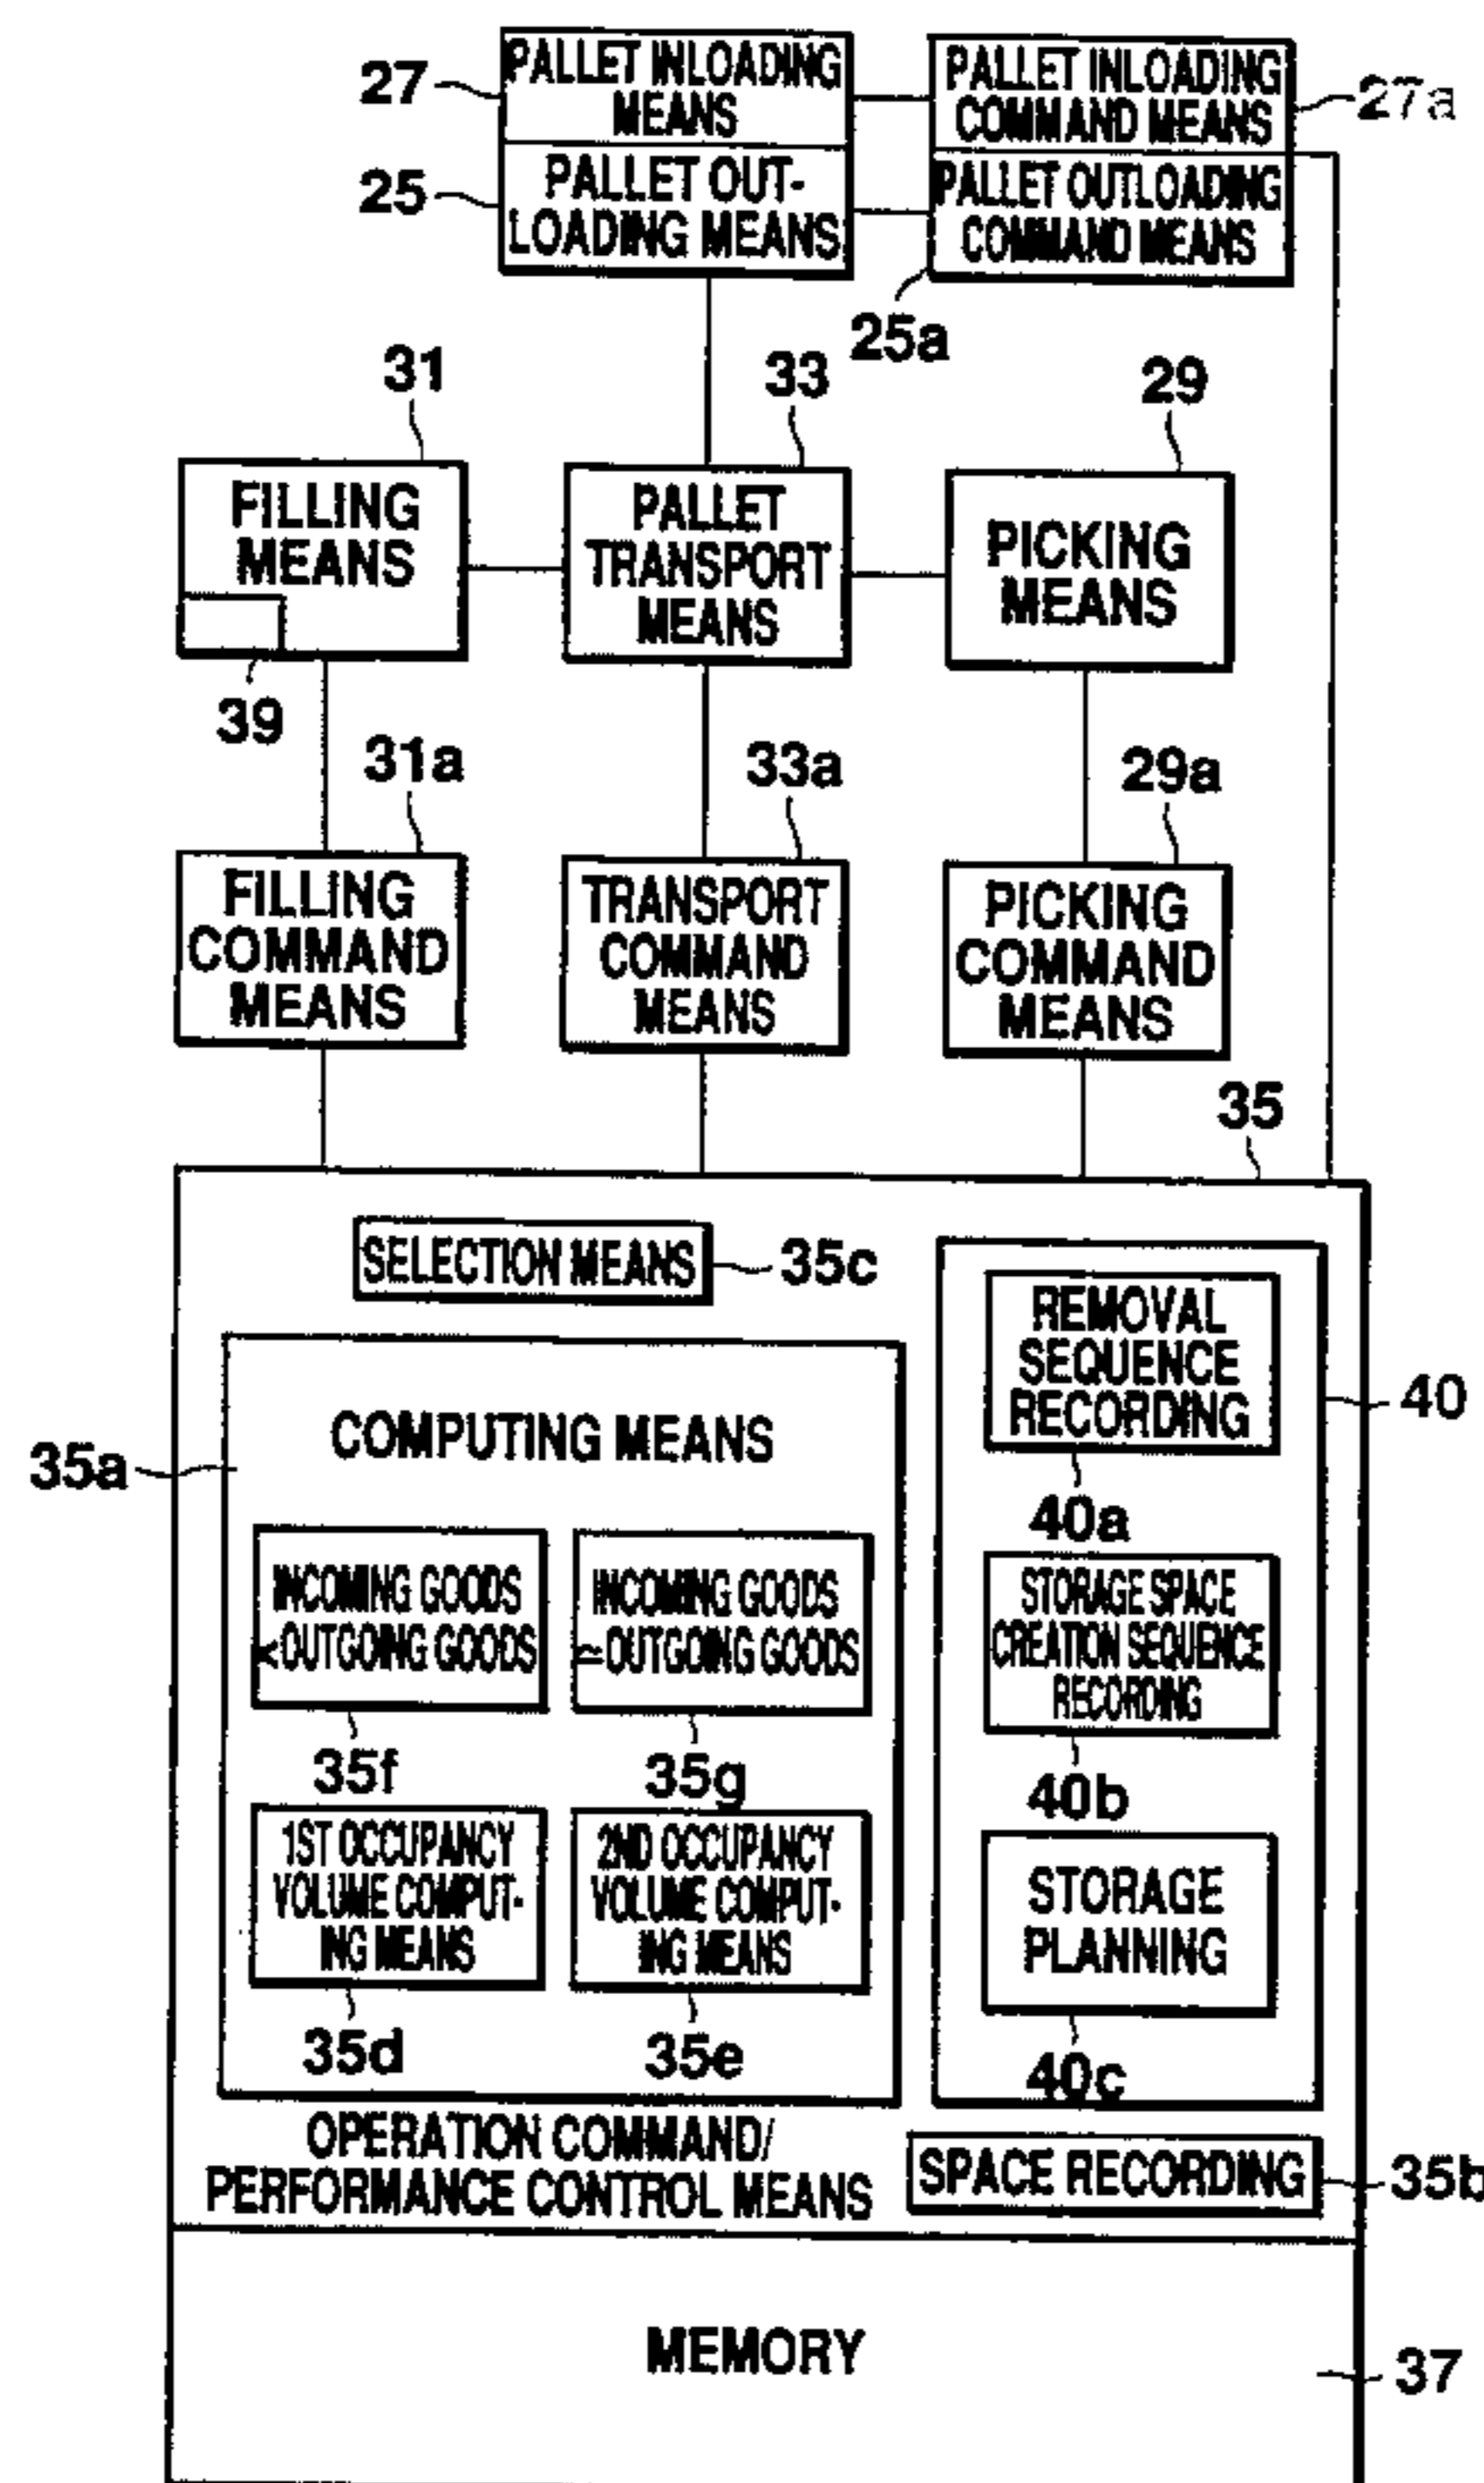 27
PALLET INLOADING
MEANS
PALLET INLOADING
COMMAND MEANS
27a
25
PALLET OUT-
LOADING MEANS
PALLET OUTLOADING
COMMAND MEANS
25a
31
33
29
FILLING
MEANS
PALLET
TRANSPORT
MEANS
PICKING
MEANS
39
31a
33a
29a
FILLING
COMMAND
MEANS
TRANSPORT
COMMAND
MEANS
PICKING
COMMAND
MEANS
35
SELECTION MEANS
35c
REMOVAL
SEQUENCE
RECORDING
40
40a
35a
COMPUTING MEANS
INCOMING GOODS
<OUTGOING GOODS
INCOMING GOODS
≃OUTGOING GOODS
STORAGE SPACE
CREATION SEQUENCE
RECORDING
35f
35g
40b
1ST OCCUPANCY
VOLUME COMPUT-
ING MEANS
2ND OCCUPANCY
VOLUME COMPUT-
ING MEANS
STORAGE
PLANNING
35d
35e
40c
OPERATION COMMAND/
PERFORMANCE CONTROL MEANS
SPACE RECORDING
35b
MEMORY
37